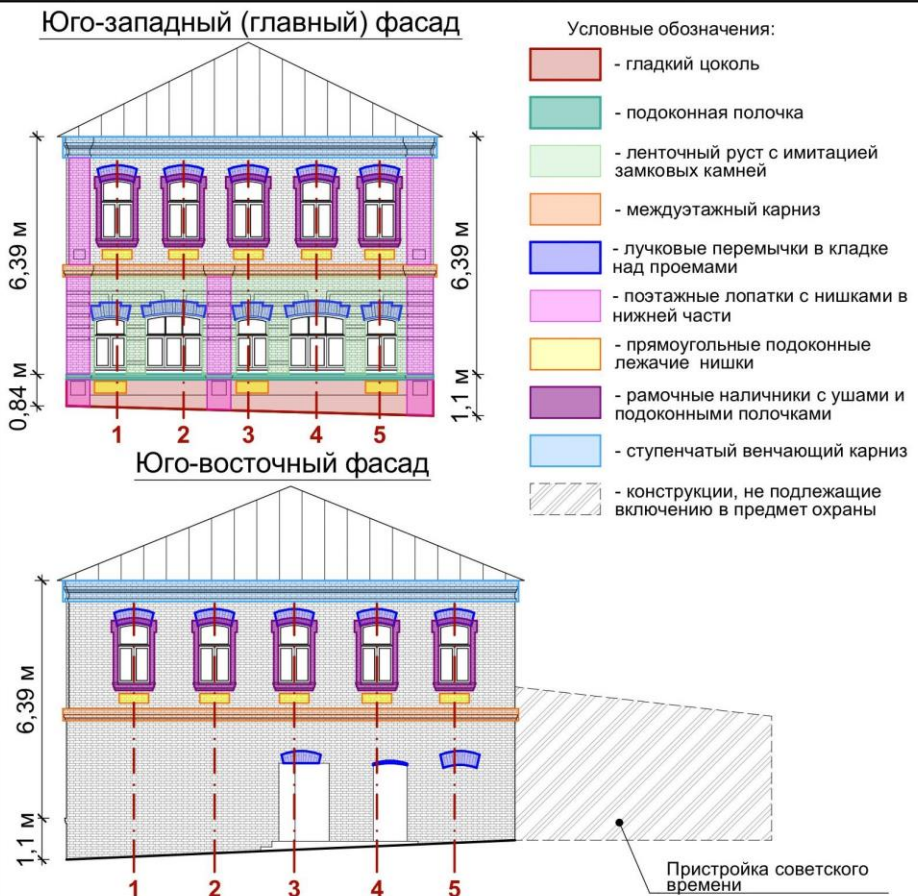 Юго-западный (главный) фасад
6,39 м
0,84 м
6,39 м
1,1 м
1 2 3 4 5
Условные обозначения:
- гладкий цоколь
- подоконная полочка
- ленточный руст с имитацией
замковых камней
- междуэтажный карниз
- лучковые перемычки в кладке
над проемами
- поэтажные лопатки с нишками в
нижней части
- прямоугольные подоконные
лежачие нишки
- рамочные наличники с ушами и
подоконными полочками
- ступенчатый венчающий карниз
- конструкции, не подлежащие
включению в предмет охраны
Юго-восточный фасад
6,39 м
1,1 м
1 2 3 4 5
Пристройка советского
времени